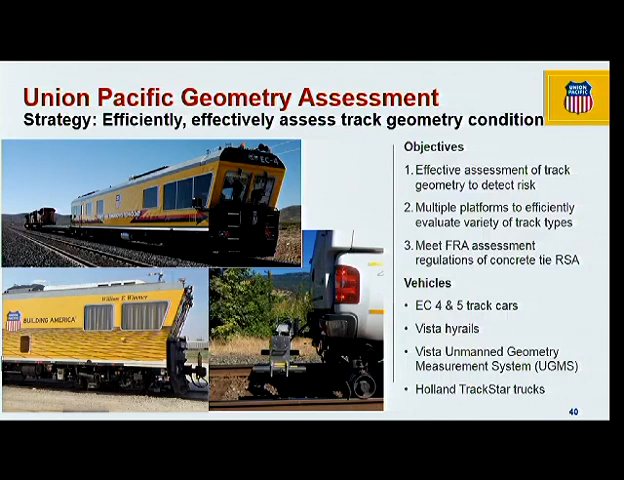 Union Pacific Geometry Assessment
Strategy: Efficiently, effectively assess track geometry condition
UNION
PACIFIC
EC-4
William E Wimmer
BUILDING AMERICA
Objectives
1. Effective assessment of track
geometry to detect risk
2. Multiple platforms to efficiently
evaluate variety of track types
3. Meet FRA assessment
regulations of concrete tie RSA
Vehicles
• EC 4 & 5 track cars
• Vista hyrails
• Vista Unmanned Geometry
Measurement System (UGMS)
• Holland TrackStar trucks
40